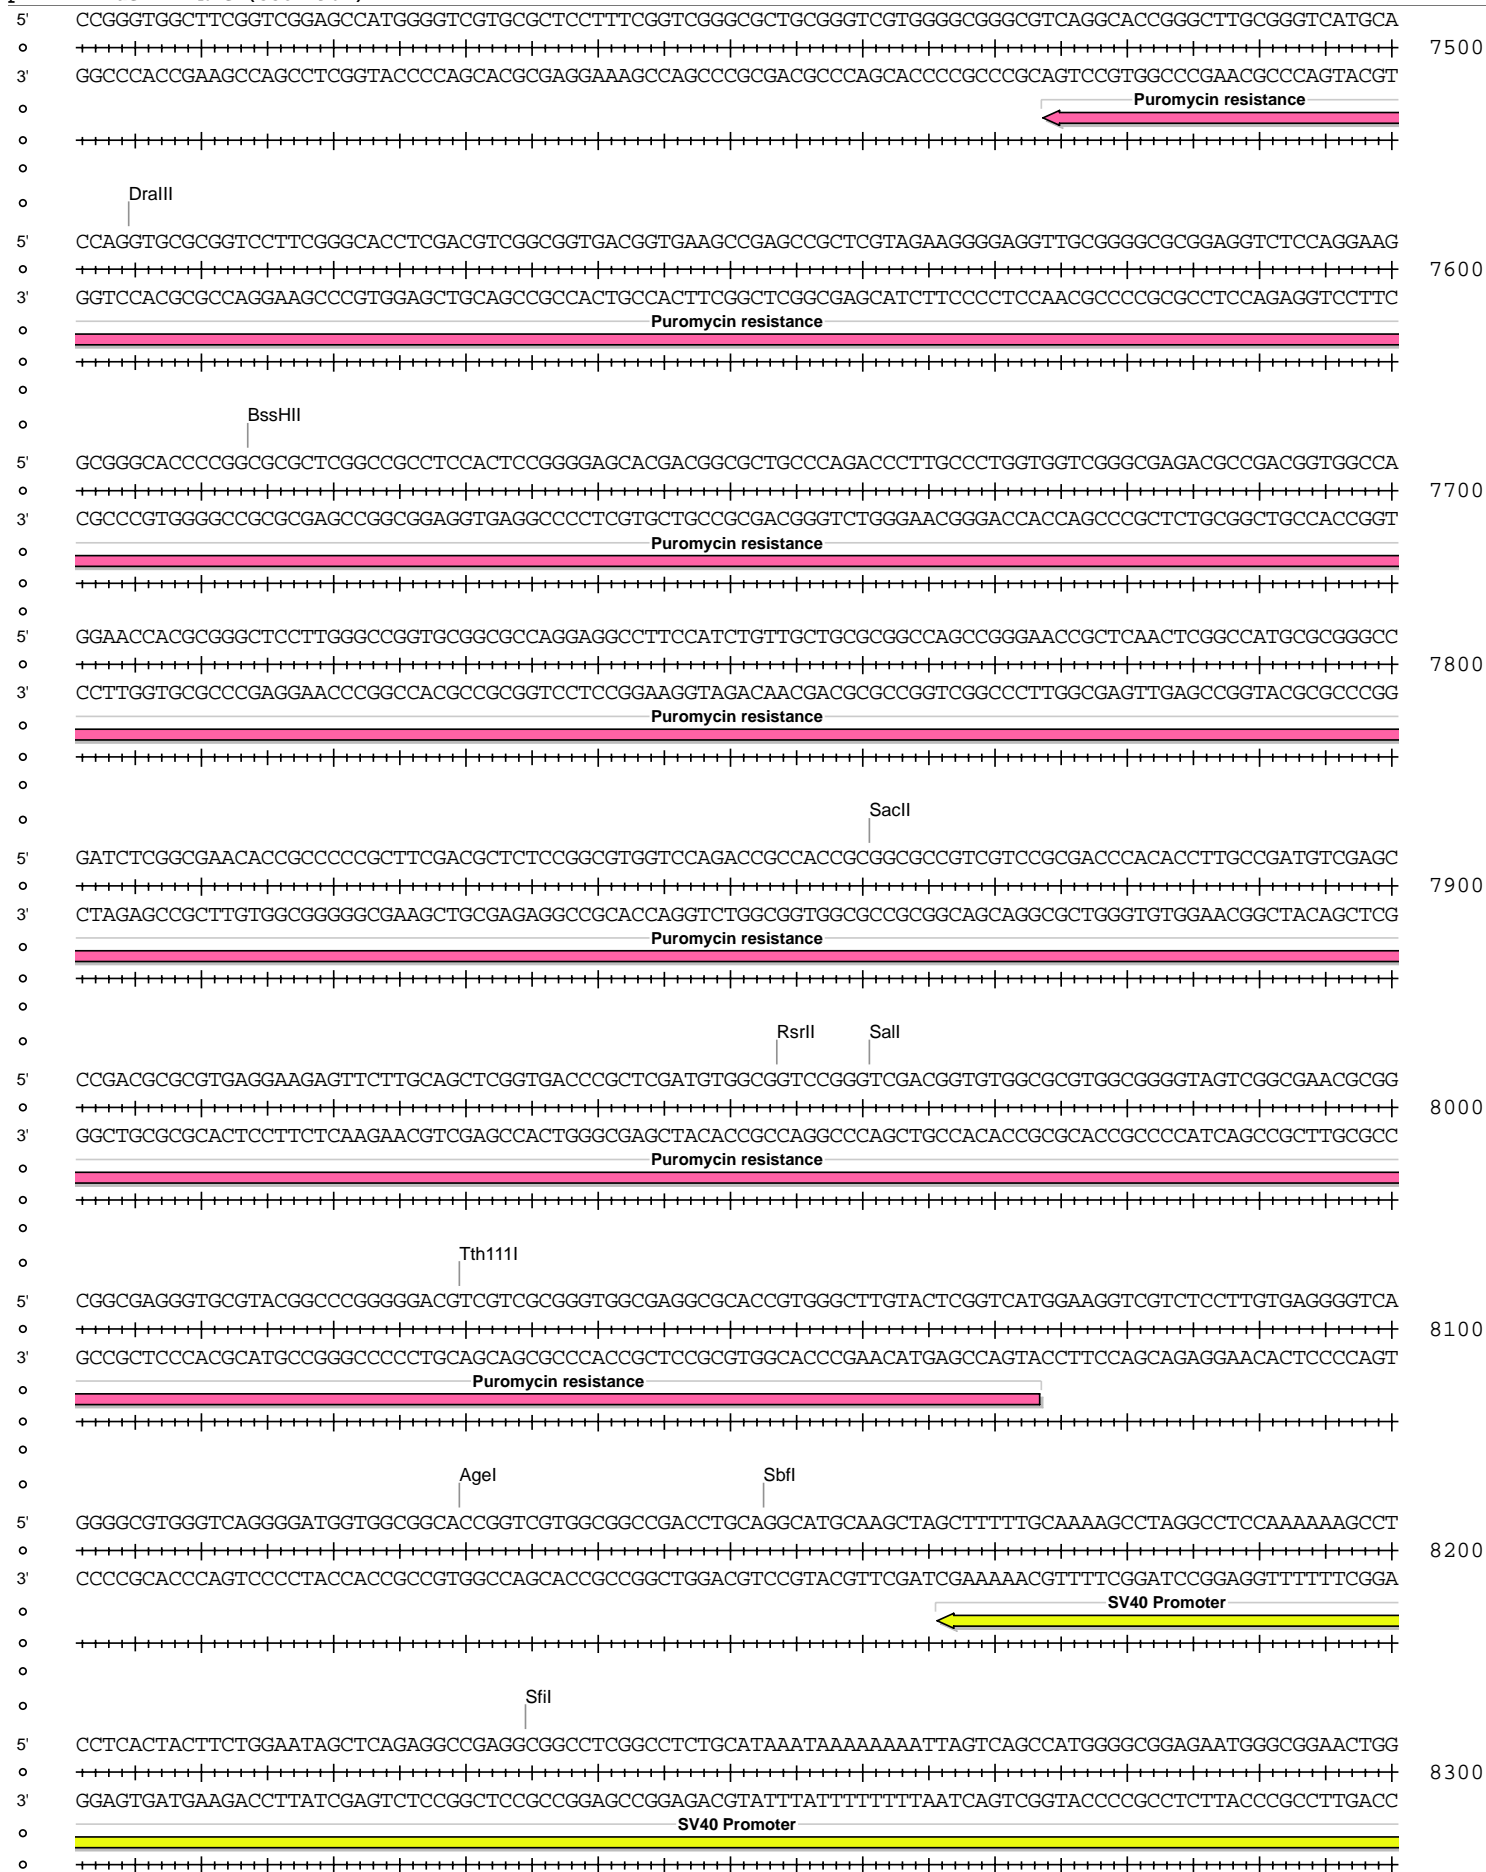 5' CCGGGTGGCTTCGGTCGGAGCCATGGGGTCGTGCGCTCCTTTCGGTCGGGCGCTGCGGGTCGTGGGGCGGGCGTCAGGCACCGGGCTTGCGGGTCATGCA
7500
3' GGCCCACCGAAGCCAGCCTCGGTACCCCAGCACGCGAGGAAAGCCAGCCCGCGACGCCCAGCACCCCGCCCGCAGTCCGTGGCCCGAACGCCCAGTACGT
Puromycin resistance
DraIII
5' CCAGGTGCGCGGTCCTTCGGGCACCTCGACGTCGGCGGTGACGGTGAAGCCGAGCCGCTCGTAGAAGGGGAGGTTGCGGGGCGCGGAGGTCTCCAGGAAG
7600
3' GGTCCACGCGCCAGGAAGCCCGTGGAGCTGCAGCCGCCACTGCCACTTCGGCTCGGCGAGCATCTTCCCCTCCAACGCCCCGCGCCTCCAGAGGTCCTTC
Puromycin resistance
BssHII
5' GCGGGCACCCCGGCGCGCTCGGCCGCCTCCACTCCGGGGAGCACGACGGCGCTGCCCAGACCCTTGCCCTGGTGGTCGGGCGAGACGCCGACGGTGGCCA
7700
3' CGCCCGTGGGGCCGCGCGAGCCGGCGGAGGTGAGGCCCCTCGTGCTGCCGCGACGGGTCTGGGAACGGGACCACCAGCCCGCTCTGCGGCTGCCACCGGT
Puromycin resistance
5' GGAACCACGCGGGCTCCTTGGGCCGGTGCGGCGCCAGGAGGCCTTCCATCTGTTGCTGCGCGGCCAGCCGGGAACCGCTCAACTCGGCCATGCGCGGGCC
7800
3' CCTTGGTGCGCCCGAGGAACCCGGCCACGCCGCGGTCCTCCGGAAGGTAGACAACGACGCGCCGGTCGGCCCTTGGCGAGTTGAGCCGGTACGCGCCCGG
Puromycin resistance
SacII
5' GATCTCGGCGAACACCGCCCCCGCTTCGACGCTCTCCGGCGTGGTCCAGACCGCCACCGCGGCGCCGTCGTCCGCGACCCACACCTTGCCGATGTCGAGC
7900
3' CTAGAGCCGCTTGTGGCGGGGGCGAAGCTGCGAGAGGCCGCACCAGGTCTGGCGGTGGCGCCGCGGCAGCAGGCGCTGGGTGTGGAACGGCTACAGCTCG
Puromycin resistance
RsrII SalI
5' CCGACGCGCGTGAGGAAGAGTTCTTGCAGCTCGGTGACCCGCTCGATGTGGCGGTCCGGGTCGACGGTGTGGCGCGTGGCGGGGTAGTCGGCGAACGCGG
8000
3' GGCTGCGCGCACTCCTTCTCAAGAACGTCGAGCCACTGGGCGAGCTACACCGCCAGGCCCAGCTGCCACACCGCGCACCGCCCCATCAGCCGCTTGCGCC
Puromycin resistance
Tth111I
5' CGGCGAGGGTGCGTACGGCCCGGGGGACGTCGTCGCGGGTGGCGAGGCGCACCGTGGGCTTGTACTCGGTCATGGAAGGTCGTCTCCTTGTGAGGGGTCA
8100
3' GCCGCTCCCACGCATGCCGGGCCCCCTGCAGCAGCGCCCACCGCTCCGCGTGGCACCCGAACATGAGCCAGTACCTTCCAGCAGAGGAACACTCCCCAGT
Puromycin resistance
AgeI SbfI
5' GGGGCGTGGGTCAGGGGATGGTGGCGGCACCGGTCGTGGCGGCCGACCTGCAGGCATGCAAGCTAGCTTTTTGCAAAAGCCTAGGCCTCCAAAAAAGCCT
8200
3' CCCCGCACCCAGTCCCCTACCACCGCCGTGGCCAGCACCGCCGGCTGGACGTCCGTACGTTCGATCGAAAAACGTTTTCGGATCCGGAGGTTTTTTCGGA
SV40 Promoter
SfiI
5' CCTCACTACTTCTGGAATAGCTCAGAGGCCGAGGCGGCCTCGGCCTCTGCATAAATAAAAAAAATTAGTCAGCCATGGGGCGGAGAATGGGCGGAACTGG
8300
3' GGAGTGATGAAGACCTTATCGAGTCTCCGGCTCCGCCGGAGCCGGAGACGTATTTATTTTTTTTAATCAGTCGGTACCCCGCCTCTTACCCGCCTTGACC
SV40 Promoter